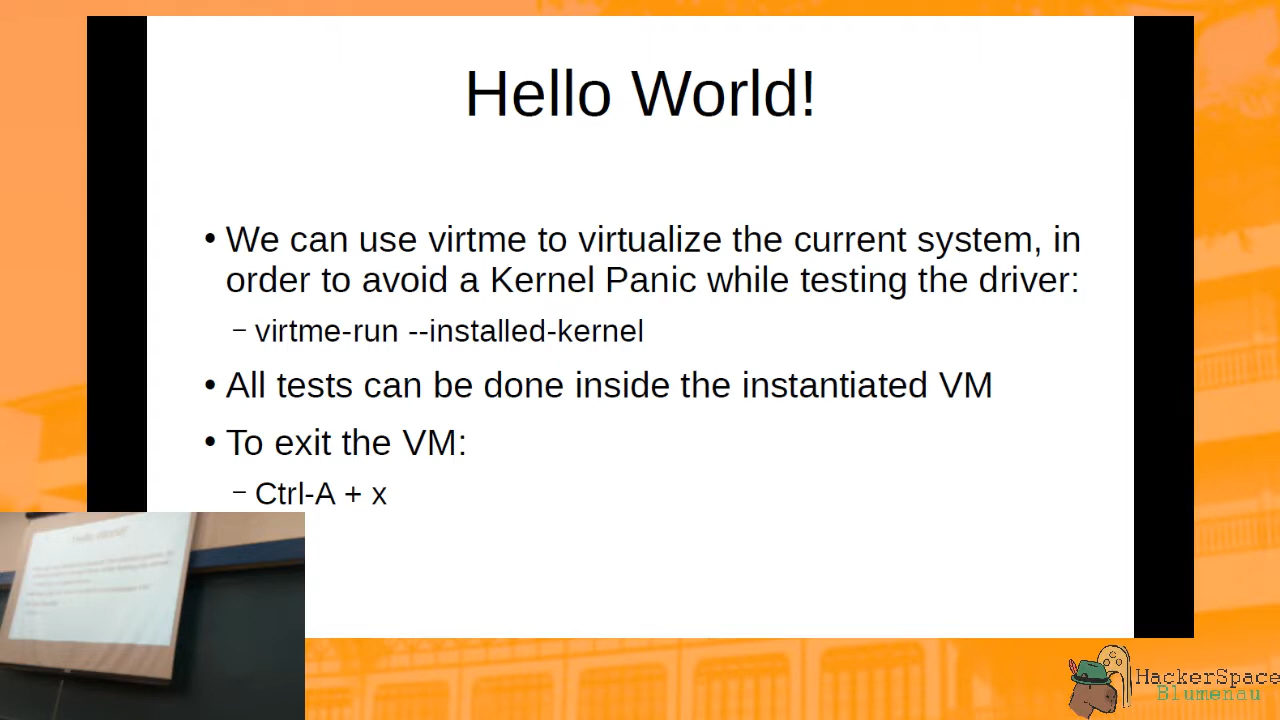 Hello World!
• We can use virtme to virtualize the current system, in
order to avoid a Kernel Panic while testing the driver:
– virtme-run --installed-kernel
• All tests can be done inside the instantiated VM
• To exit the VM:
– Ctrl-A + x
HackerSpace
Blumenau